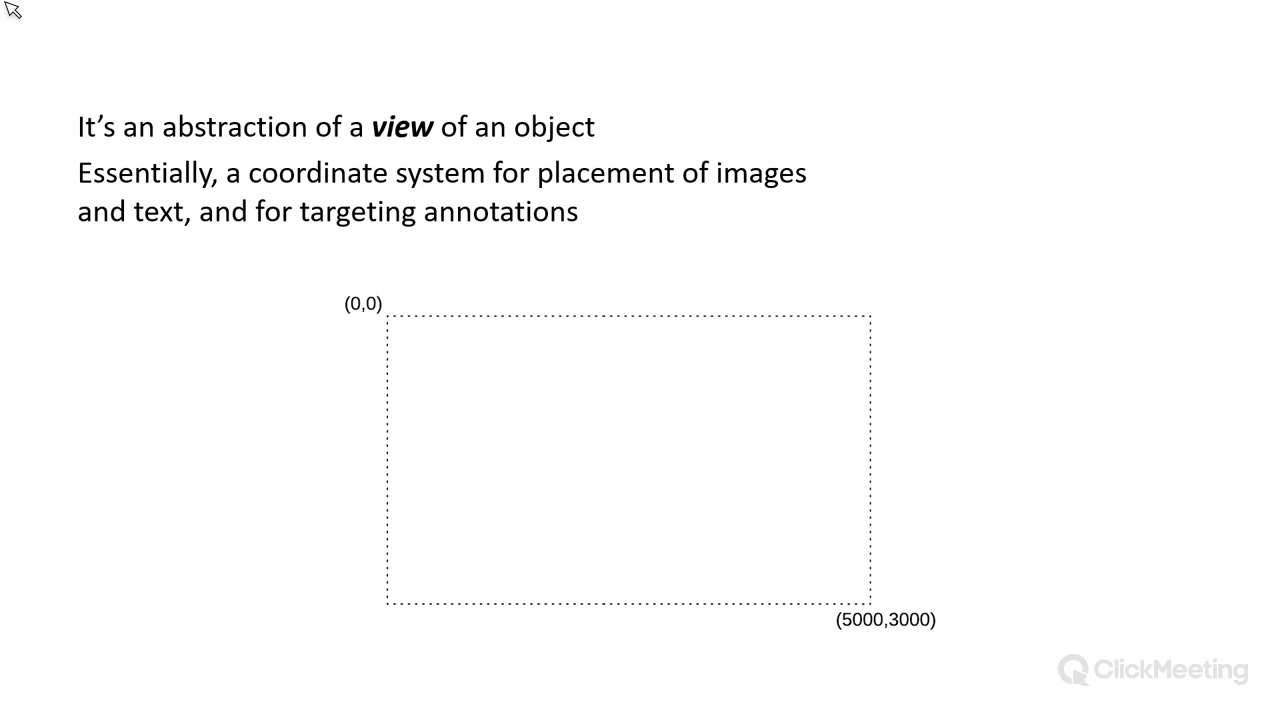 It’s an abstraction of a view of an object
Essentially, a coordinate system for placement of images
and text, and for targeting annotations
(0,0)
(5000,3000)
ClickMeeting